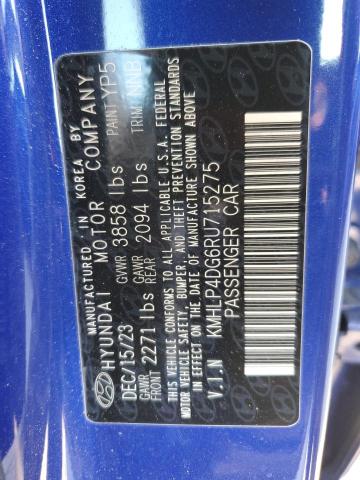 MANUFACTURED IN KOREA BY
HYUNDAI MOTOR COMPANY
PAINT YP5
DEC/15/23 GVWR 3858 lbs
TRIM NNB
GAWR FRONT 2271 lbs GAWR REAR 2094 lbs
THIS VEHICLE CONFORMS TO ALL APPLICABLE U.S.A. FEDERAL
MOTOR VEHICLE SAFETY, BUMPER, AND THEFT PREVENTION
STANDARDS IN EFFECT ON THE DATE OF MANUFACTURE SHOWN ABOVE
V.I.N KMHLP4DG6RU715275
PASSENGER CAR